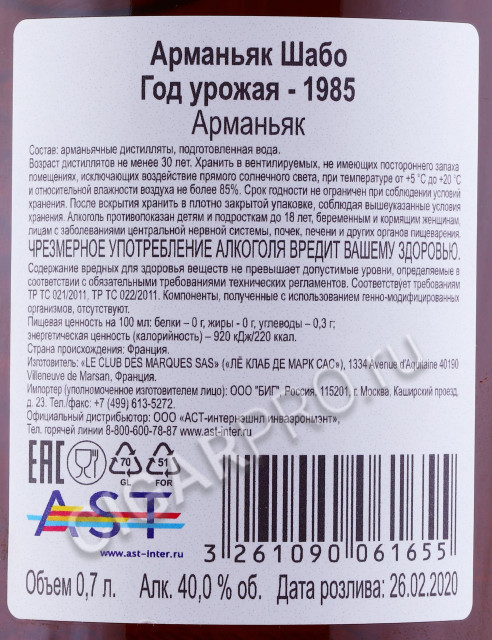 Арманьяк Шабо
Год урожая - 1985
Арманьяк
Состав: арманьячные дистилляты, подготовленная вода.
Возраст дистиллятов не менее 30 лет. Хранить в вентилируемых, не имеющих постороннего запаха
помещениях, исключающих воздействие прямого солнечного света, при температуре от +5 °С до +20 °С
и относительной влажности воздуха не более 85%. Срок годности не ограничен при соблюдении условий
хранения. После вскрытия хранить в плотно закрытой упаковке, соблюдая вышеуказанные условия
хранения. Алкоголь противопоказан детям и подросткам до 18 лет, беременным и кормящим женщинам,
лицам с заболеваниями центральной нервной системы, почек, печени и других органов пищеварения.
ЧРЕЗМЕРНОЕ УПОТРЕБЛЕНИЕ АЛКОГОЛЯ ВРЕДИТ ВАШЕМУ ЗДОРОВЬЮ.
Содержание вредных для здоровья веществ не превышает допустимые уровни, определяемые в
соответствии с обязательными требованиями технических регламентов. Соответствует требованиям
ТР ТС 021/2011, ТР ТС 022/2011. Компоненты, полученные с использованием генно-модифицированных
организмов, отсутствуют.
Пищевая ценность на 100 мл: белки – 0 г, жиры - 0 г, углеводы – 0,3 г;
энергетическая ценность (калорийность) – 920 кДж/220 ккал.
Страна происхождения: Франция.
Изготовитель: «LE CLUB DES MARQUES SAS» («ЛЁ КЛАБ ДЕ МАРК САС»), 1334 Avenue d'Aquitaine 40190
Villeneuve de Marsan, Франция.
Импортер (уполномоченное изготовителем лицо): ООО "БИГ", Россия, 115201, г. Москва, Каширский проезд,
д. 23. Тел./факс: +7 (499) 613-5272.
Официальный дистрибьютор: ООО «АСТ-интернэшнл инваэронмэнт».
Тел. горячей линии 8-800-600-78-87 www.ast-inter.ru
EAC 70 GL 51 FOR
AST
www.ast-inter.ru
3 261090 061655
Объем 0,7 л. Алк. 40,0 % об. Дата розлива: 26.02.2020
CIGARPRO.RU